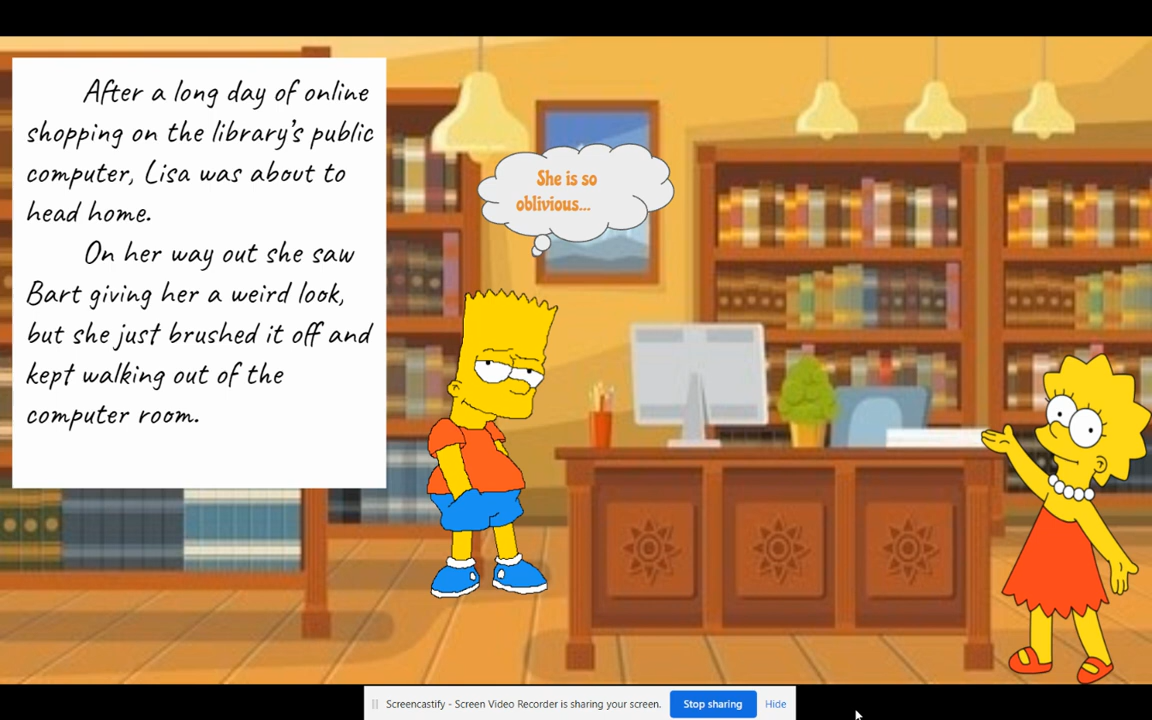 After a long day of online
shopping on the library's public
computer, Lisa was about to
head home.
On her way out she saw
Bart giving her a weird look,
but she just brushed it off and
kept walking out of the
computer room.
She is so
oblivious...
Screencastify - Screen Video Recorder is sharing your screen. Stop sharing Hide